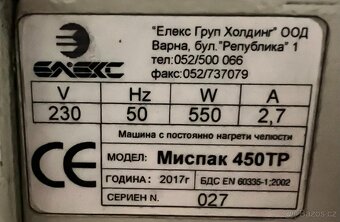 "Елекс Груп Холдинг" ООД
Варна, бул."Република" 1
тел:052/500 066
факс:052/737079
ЕЛЕКС
V Hz W A
230 50 550 2,7
Машина с постоянно нагрети челюсти
CE
МОДЕЛ: Миспак 450ТР
ГОДИНА: 2017г БДС EN 60335-1;2002
СЕРИЕН N. 027